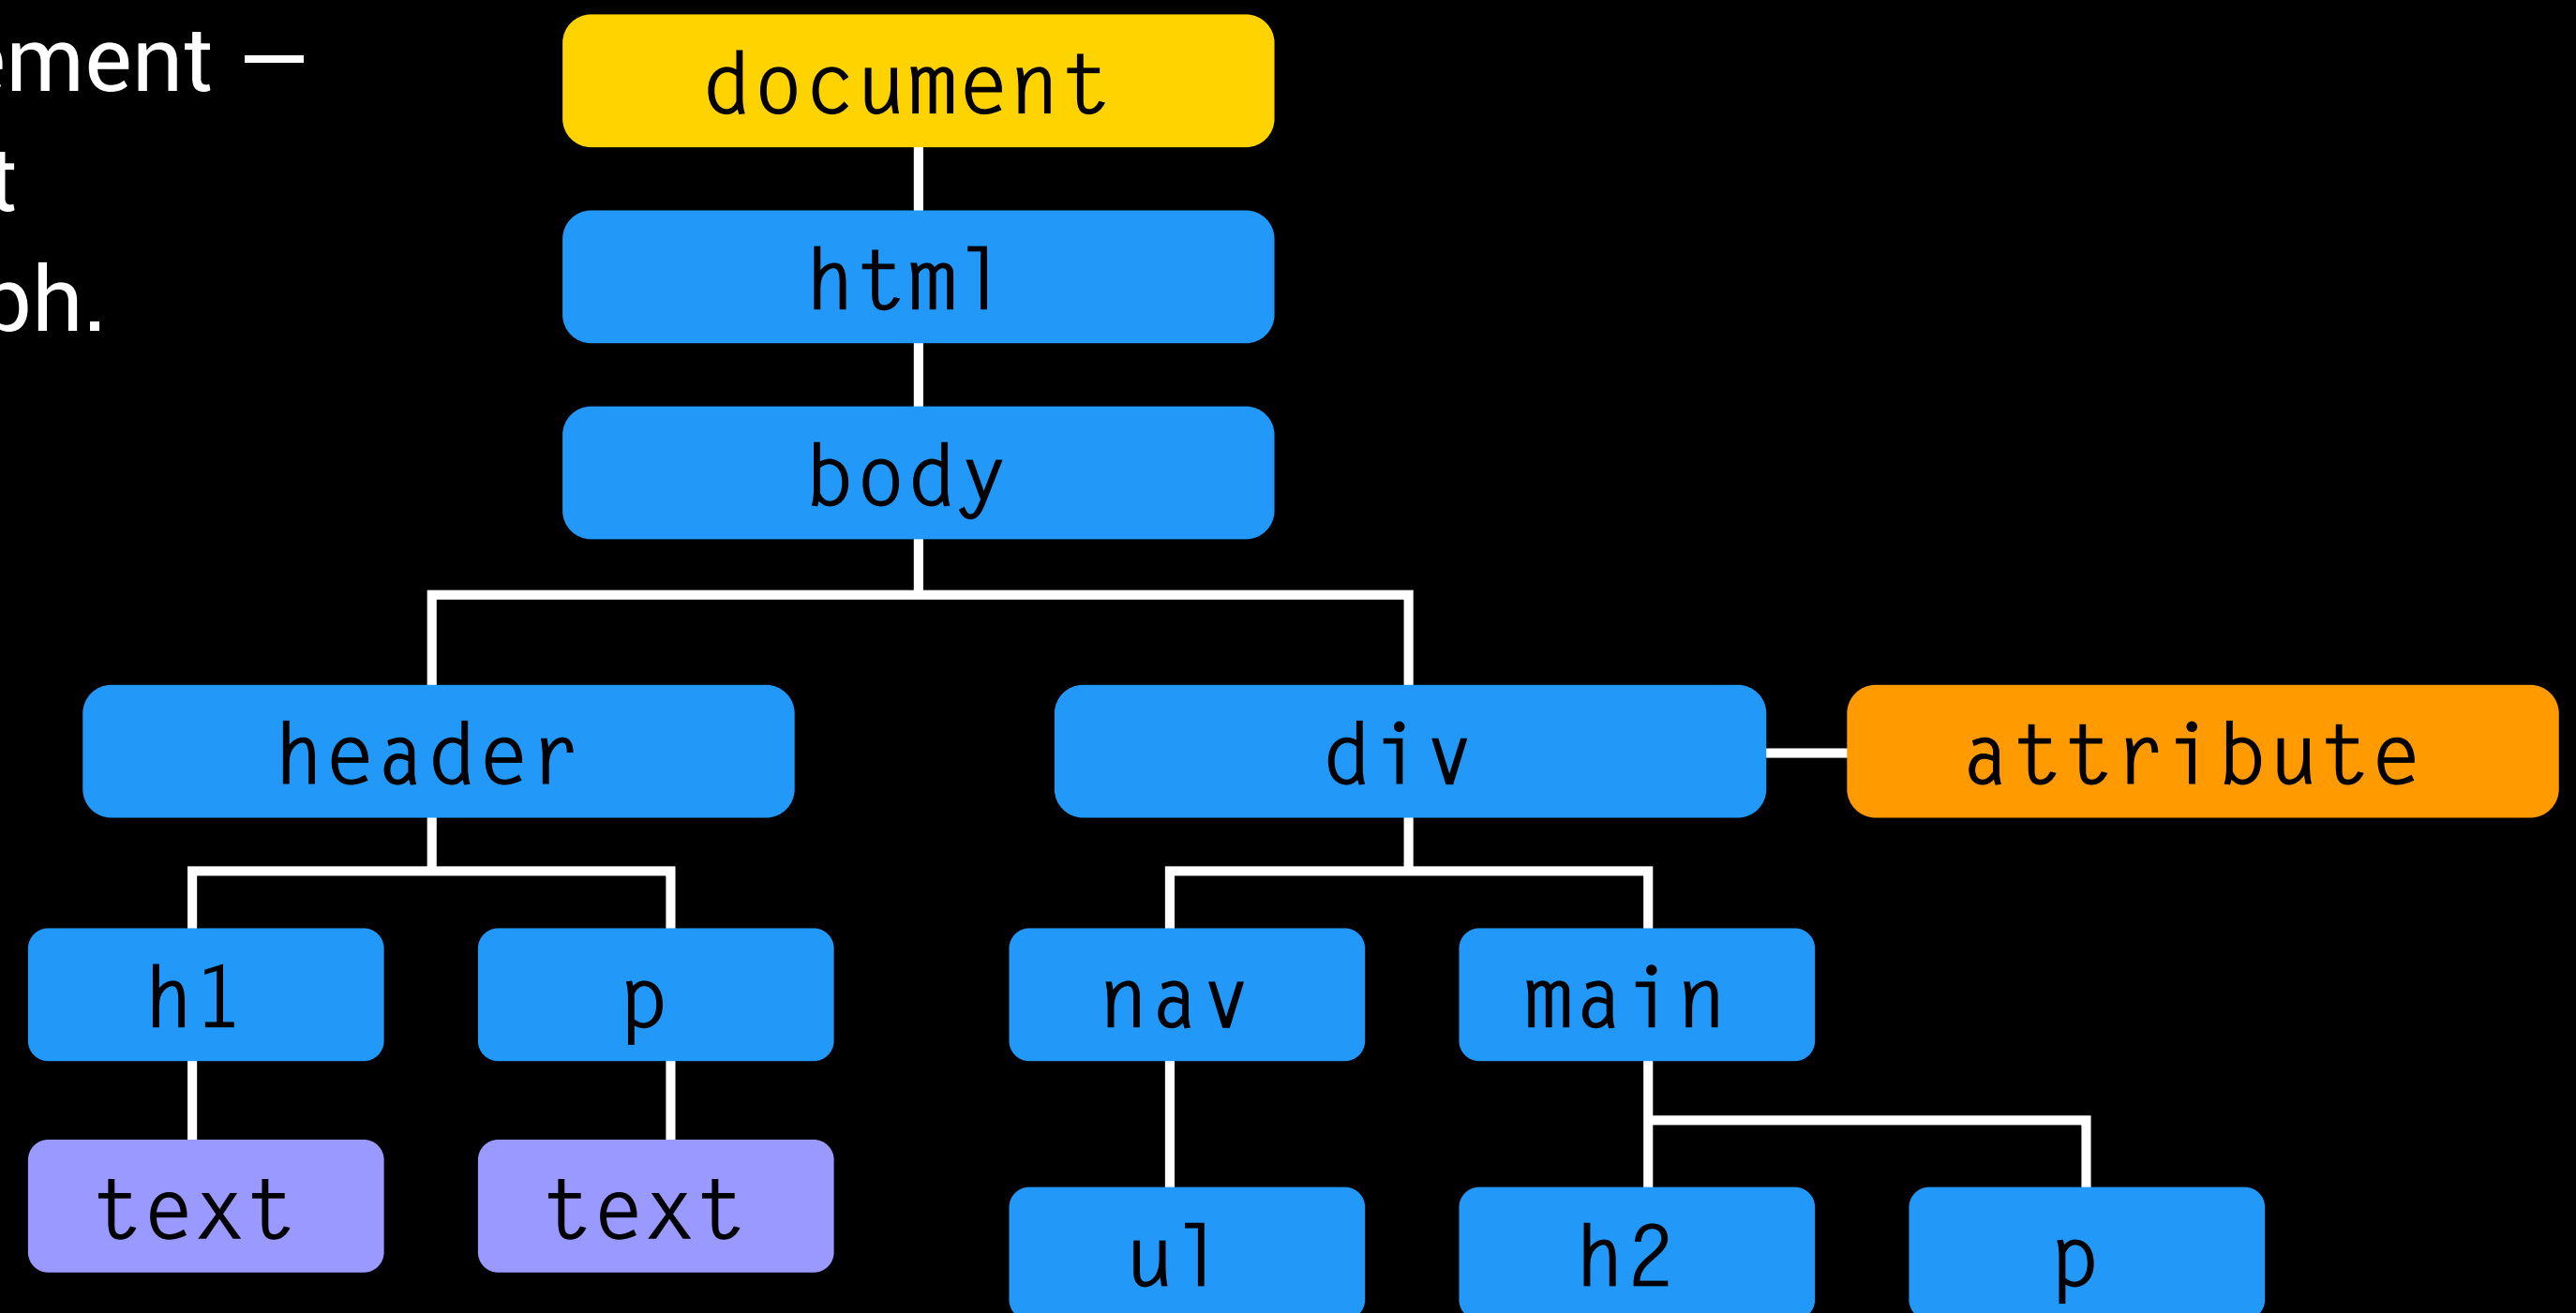 document
html
body
header div attribute
h1 p nav main
text text
ul h2 p